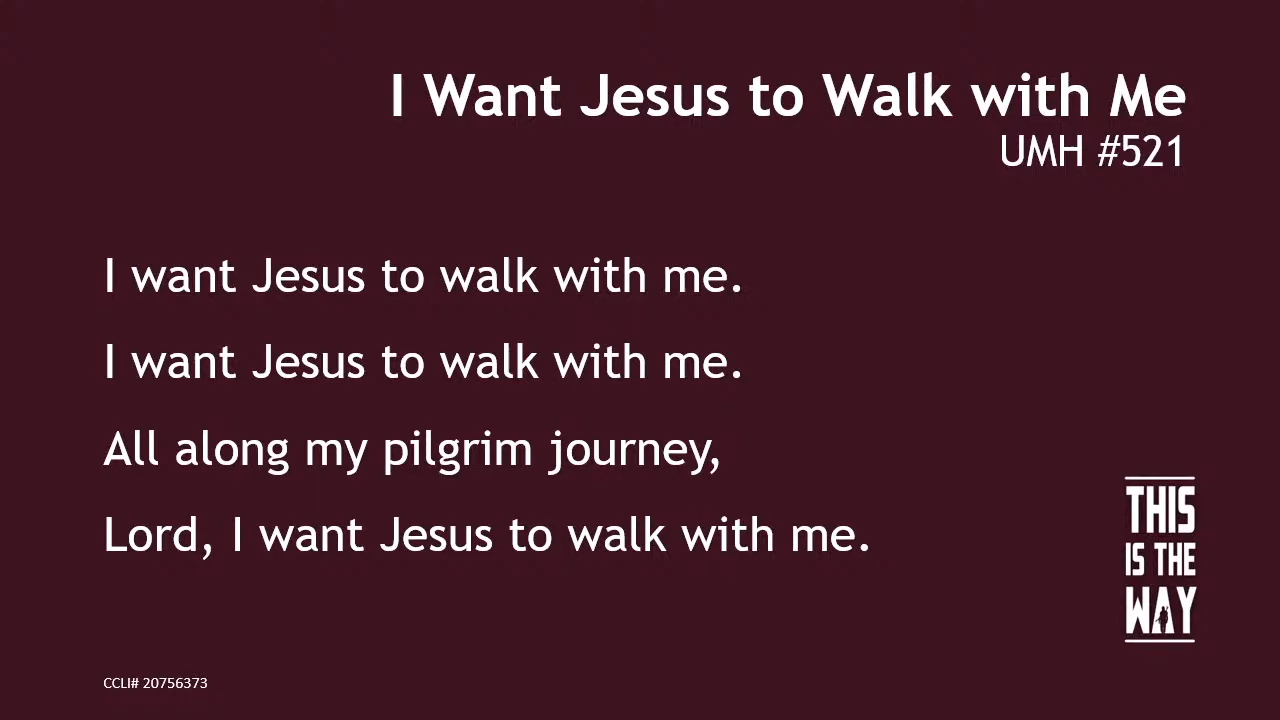 I Want Jesus to Walk with Me
UMH #521
I want Jesus to walk with me.
I want Jesus to walk with me.
All along my pilgrim journey,
Lord, I want Jesus to walk with me.
THIS
IS THE
WAY
CCLI# 20756373